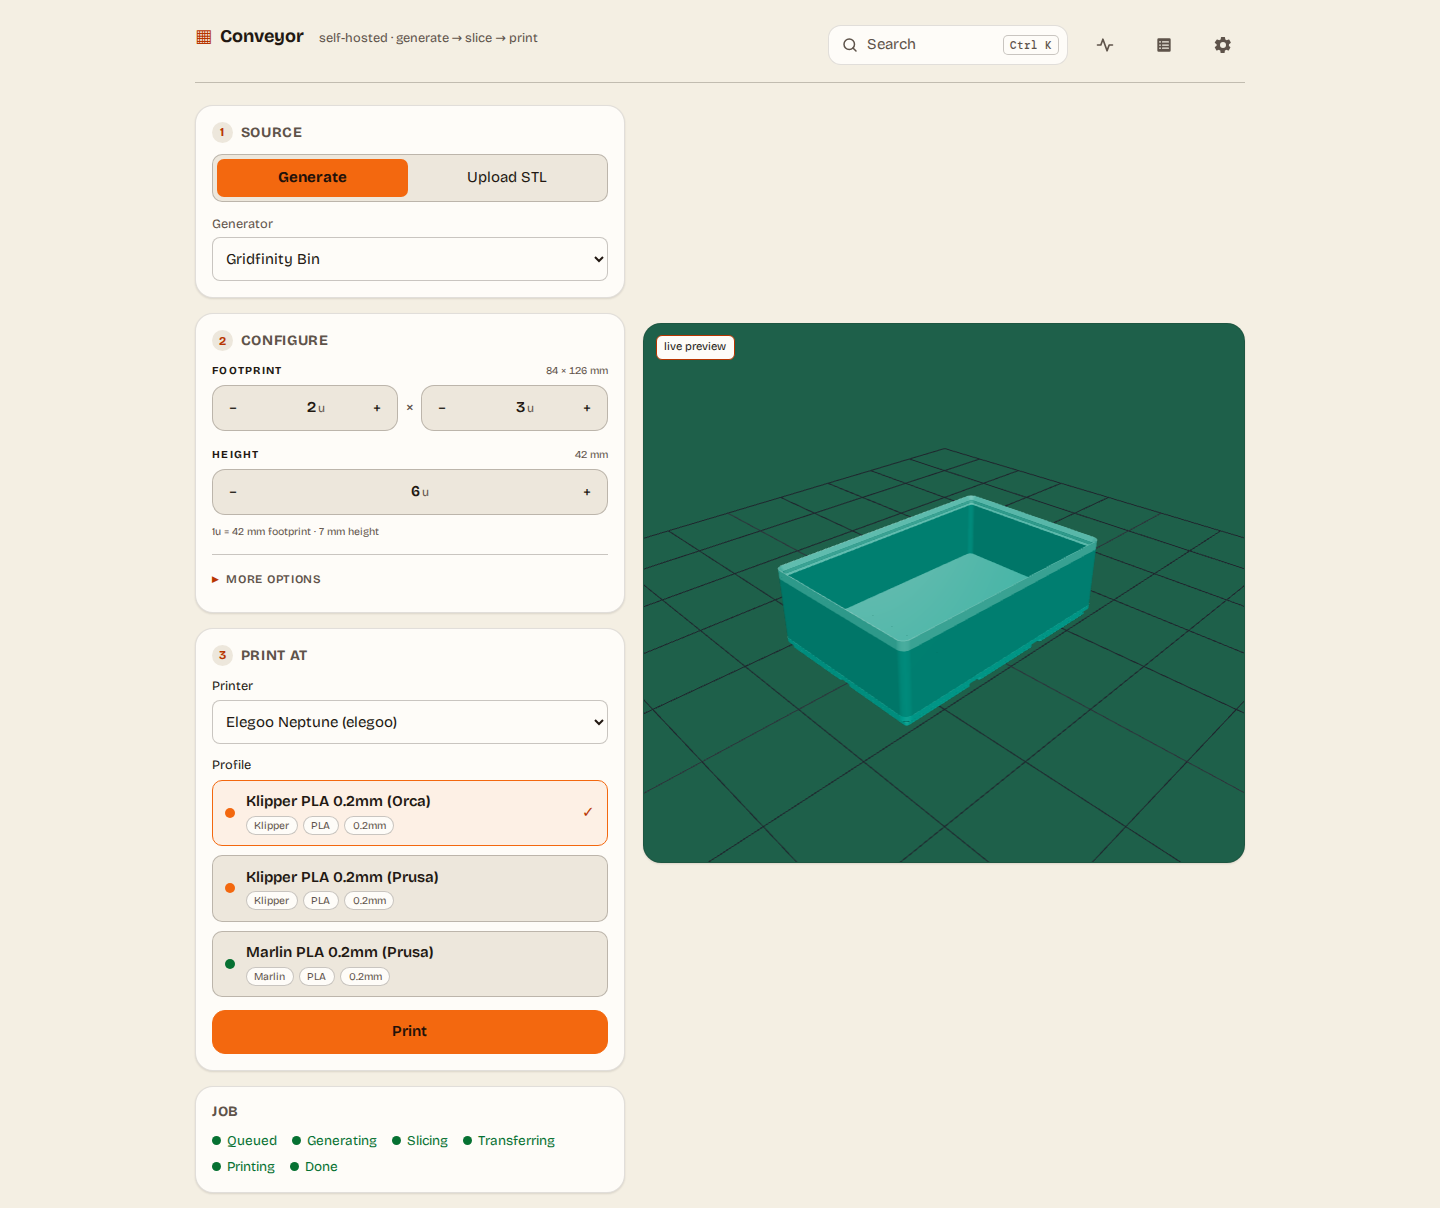 Conveyor self-hosted · generate → slice → print
Search Ctrl K
1 SOURCE
Generate Upload STL
Generator
Gridfinity Bin
2 CONFIGURE
FOOTPRINT 84 × 126 mm
− 2 u + × − 3 u +
HEIGHT 42 mm
− 6 u +
1u = 42 mm footprint · 7 mm height
▸ MORE OPTIONS
live preview
3 PRINT AT
Printer
Elegoo Neptune (elegoo)
Profile
Klipper PLA 0.2mm (Orca) ✓
Klipper PLA 0.2mm
Klipper PLA 0.2mm (Prusa)
Klipper PLA 0.2mm
Marlin PLA 0.2mm (Prusa)
Marlin PLA 0.2mm
Print
JOB
Queued Generating Slicing Transferring
Printing Done